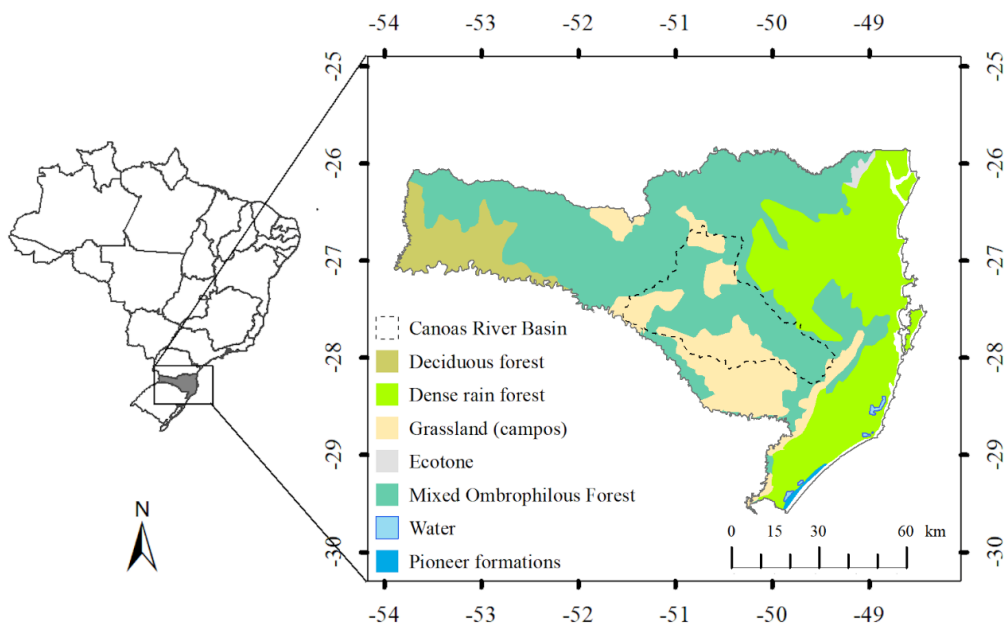 -54 -53 -52 -51 -50 -49
-25 -25
-26 -26
-27 -27
Canoas River Basin
Deciduous forest
-28 -28
Dense rain forest
Grassland (campos)
Ecotone
-29 -29
Mixed Ombrophilous Forest
N
Water
0 15 30 60 km
-30 -30
Pioneer formations
-54 -53 -52 -51 -50 -49